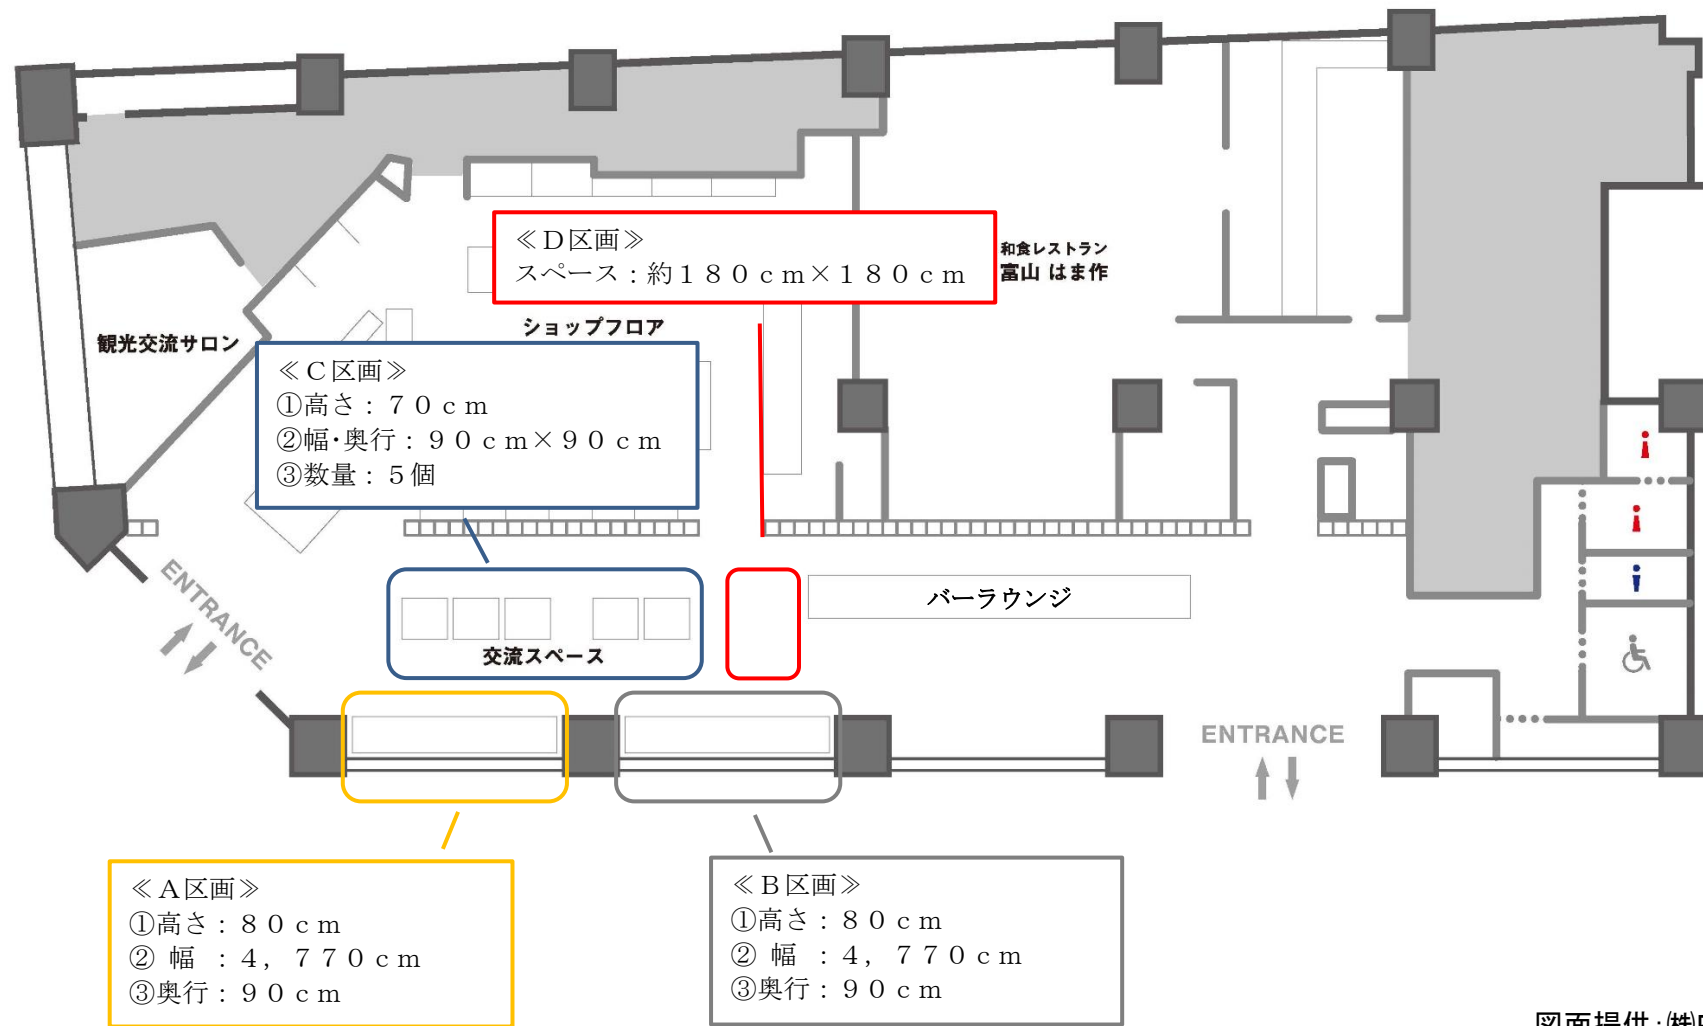 ≪Ｄ区画≫
スペース：約１８０ｃｍ×１８０ｃｍ
和食レストラン
富山 はま作
ショップフロア
観光交流サロン
≪Ｃ区画≫
①高さ：７０ｃｍ
②幅･奥行：９０ｃｍ×９０ｃｍ
③数量：５個
ENTRANCE
バーラウンジ
交流スペース
ENTRANCE
≪Ａ区画≫
①高さ：８０ｃｍ
② 幅 ：４，７７０ｃｍ
③奥行：９０ｃｍ
≪Ｂ区画≫
①高さ：８０ｃｍ
② 幅 ：４，７７０ｃｍ
③奥行：９０ｃｍ
図面提供：㈱